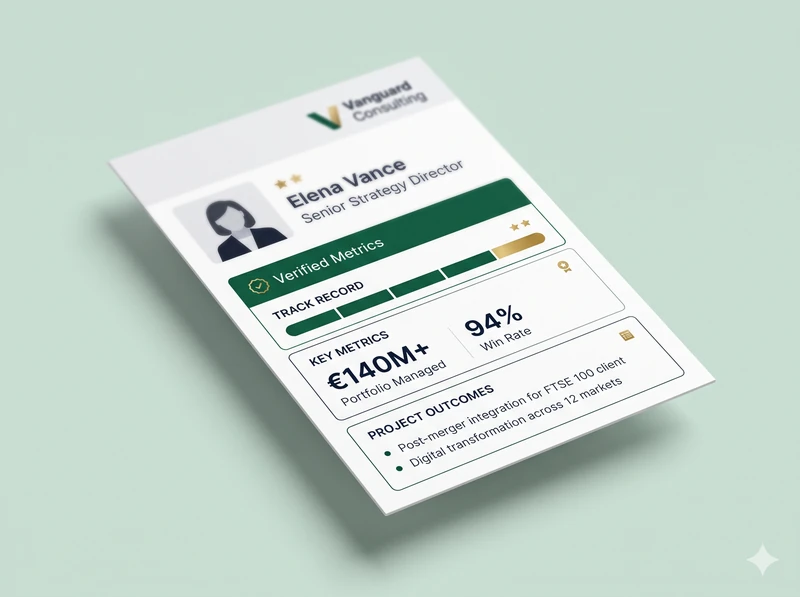 Vanguard
Consulting
Elena Vance
Senior Strategy Director
Verified Metrics
TRACK RECORD
KEY METRICS
€140M+
Portfolio Managed
94%
Win Rate
PROJECT OUTCOMES
Post-merger integration for FTSE 100 client
Digital transformation across 12 markets